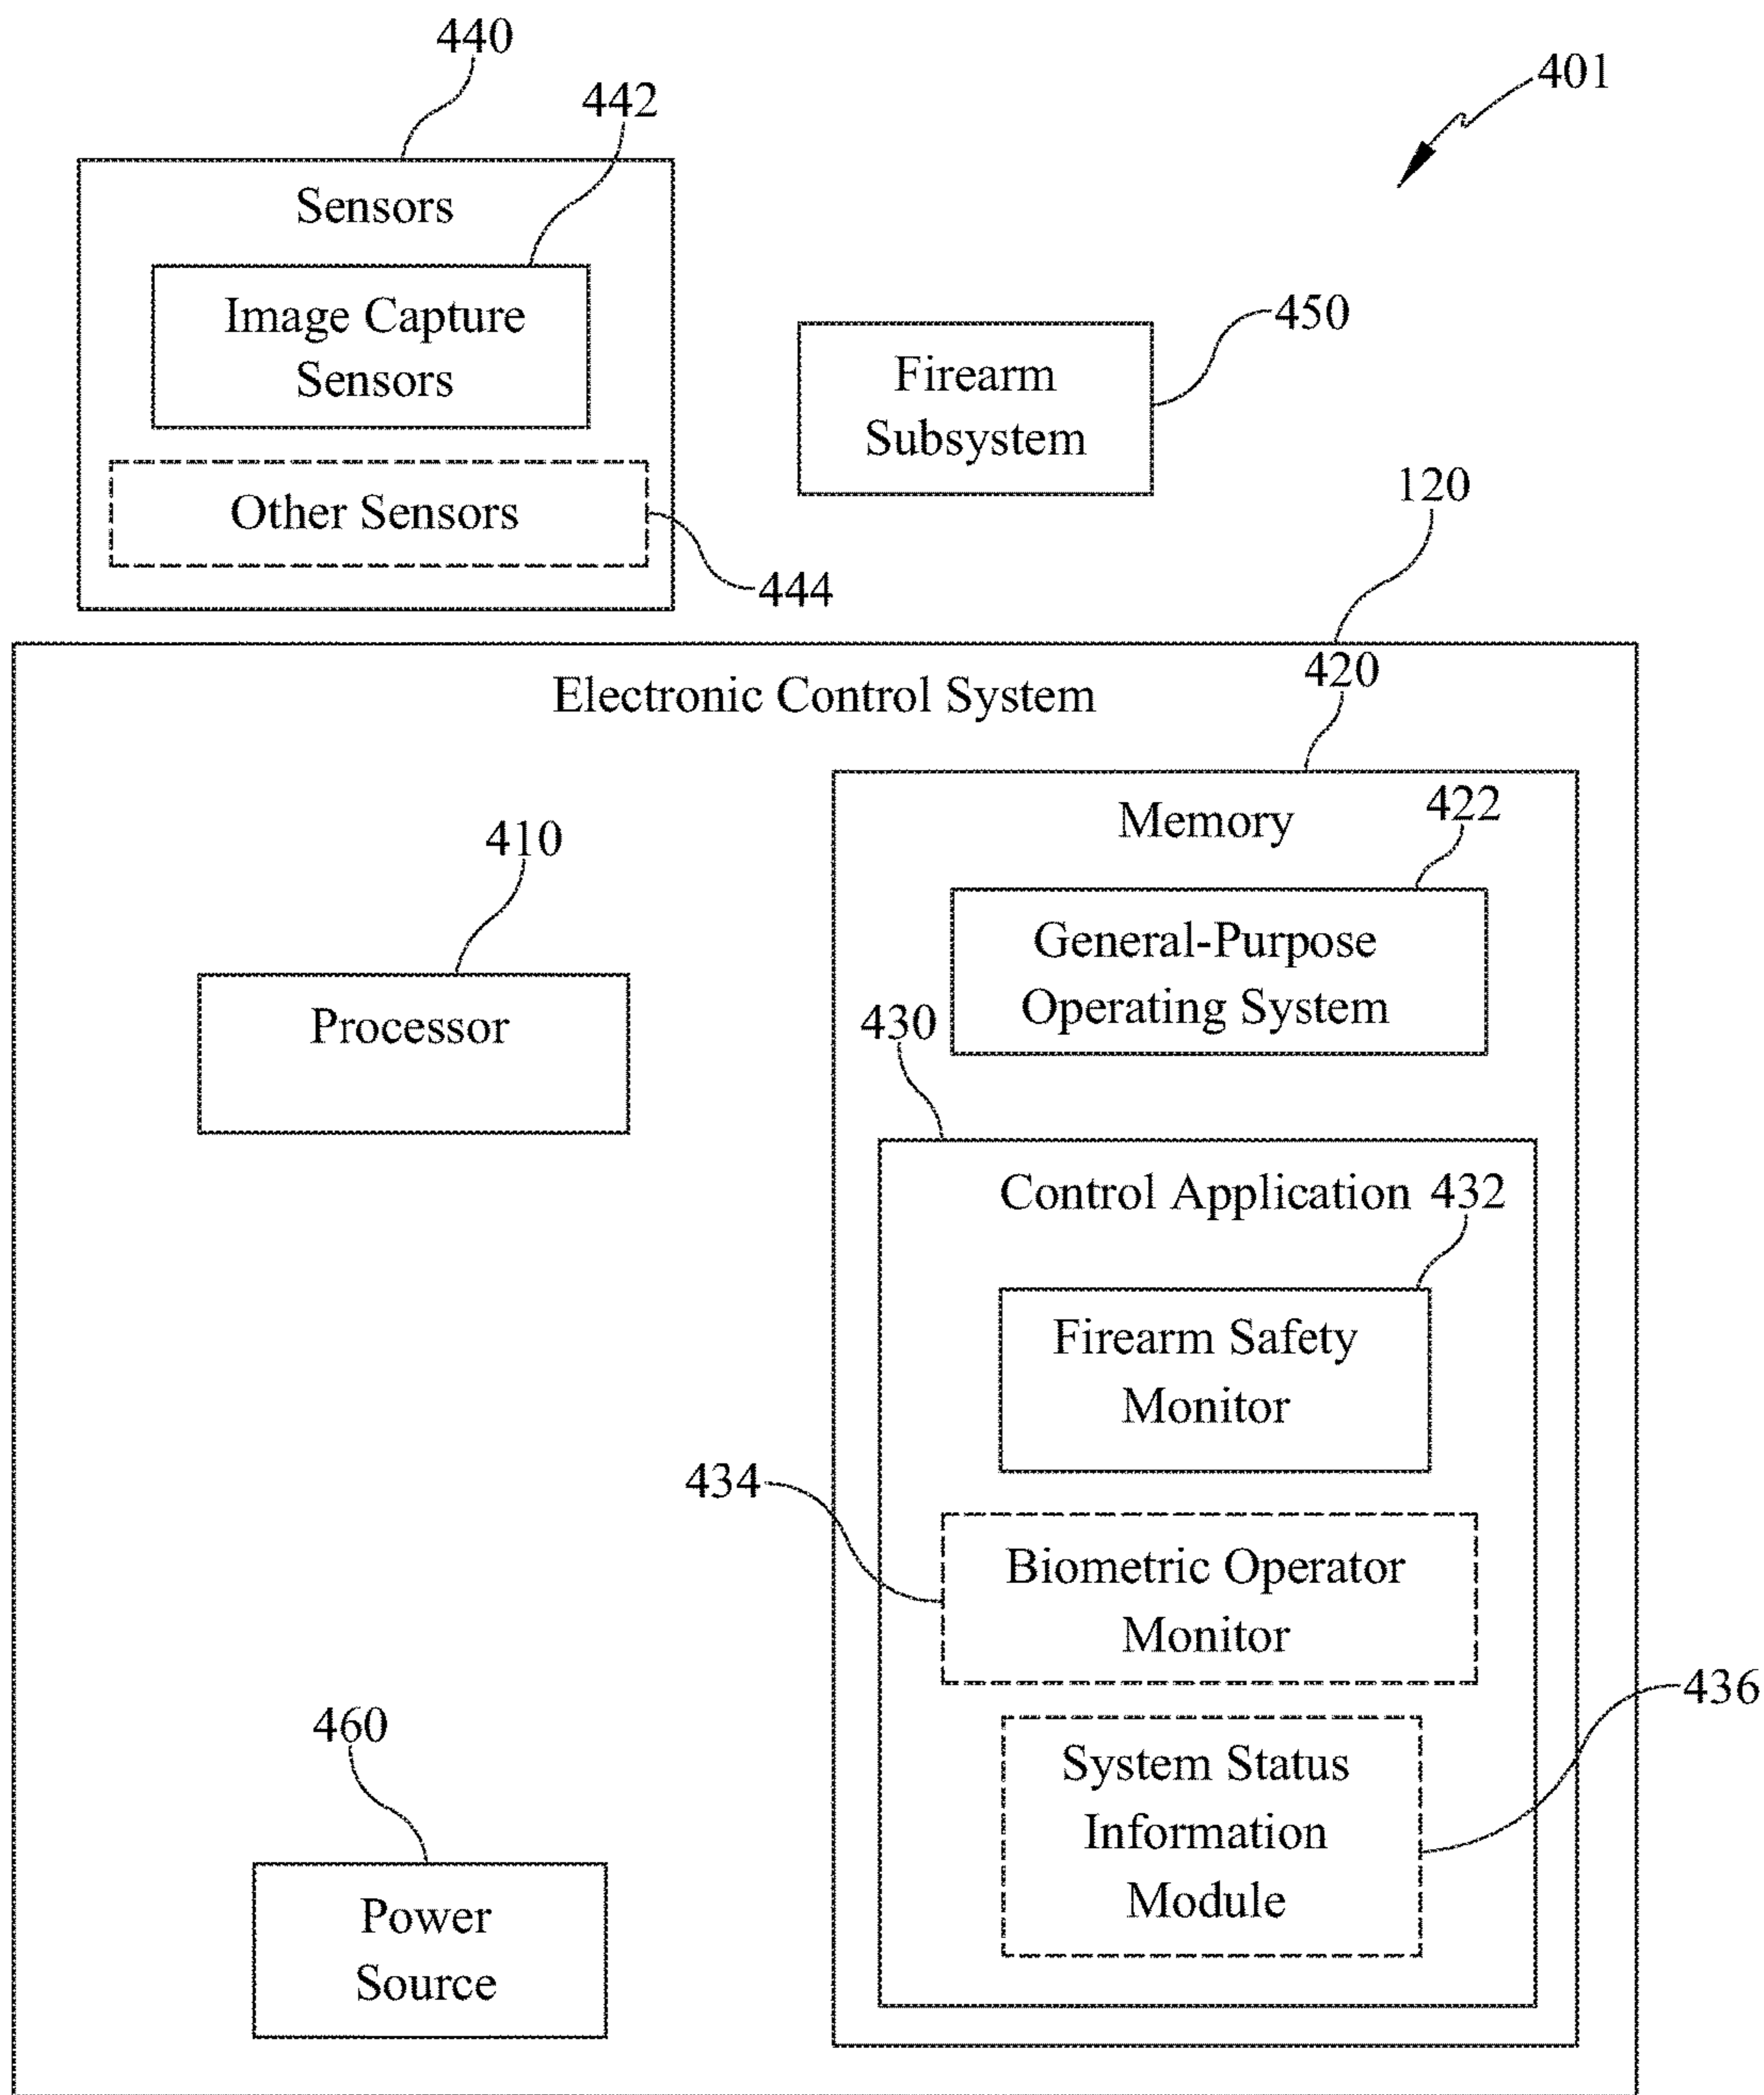 440
442
401
Sensors
Image Capture
Sensors
450
Firearm
Subsystem
Other Sensors
444
120
Electronic Control System
420
Memory
422
410
General-Purpose
Operating System
Processor
430
Control Application
432
Firearm Safety
Monitor
434
Biometric Operator
Monitor
436
460
System Status
Information
Module
Power
Source